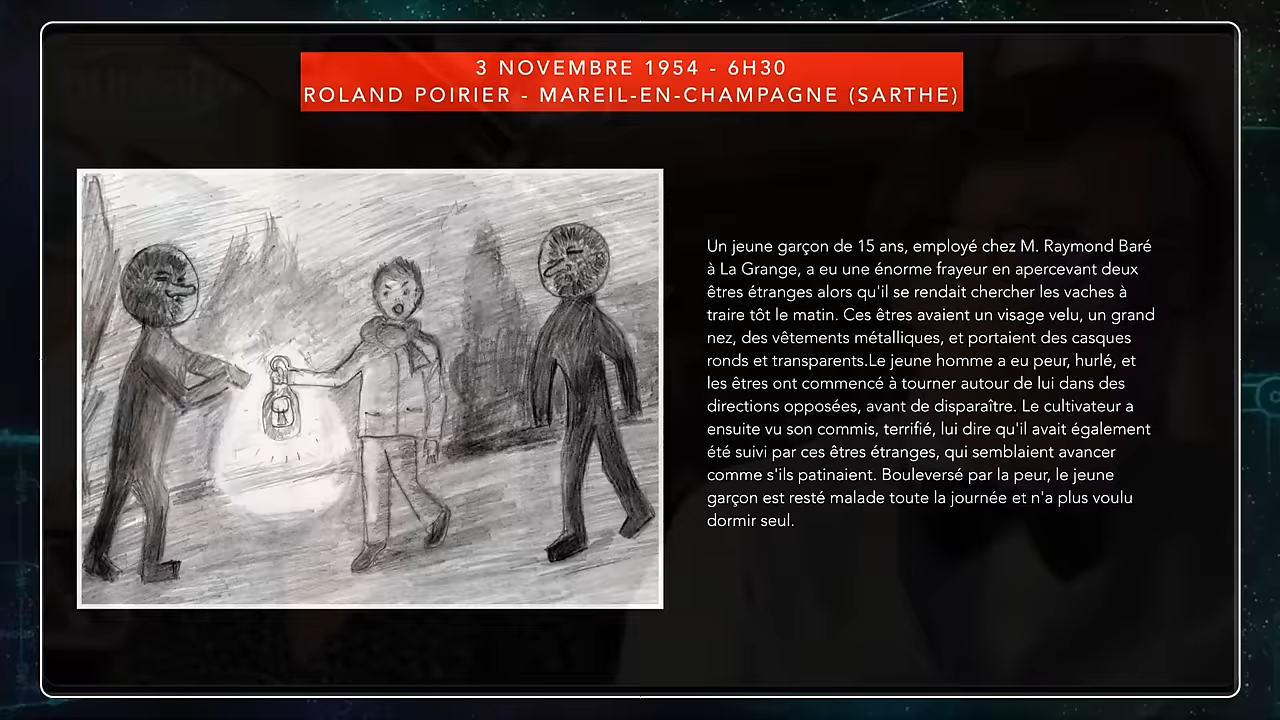 3 NOVEMBRE 1954 - 6H30
ROLAND POIRIER - MAREIL-EN-CHAMPAGNE (SARTHE)
Un jeune garçon de 15 ans, employé chez M. Raymond Baré
à La Grange, a eu une énorme frayeur en apercevant deux
êtres étranges alors qu'il se rendait chercher les vaches à
traire tôt le matin. Ces êtres avaient un visage velu, un grand
nez, des vêtements métalliques, et portaient des casques
ronds et transparents.Le jeune homme a eu peur, hurlé, et
les êtres ont commencé à tourner autour de lui dans des
directions opposées, avant de disparaître. Le cultivateur a
ensuite vu son commis, terrifié, lui dire qu'il avait également
été suivi par ces êtres étranges, qui semblaient avancer
comme s'ils patinaient. Bouleversé par la peur, le jeune
garçon est resté malade toute la journée et n'a plus voulu
dormir seul.